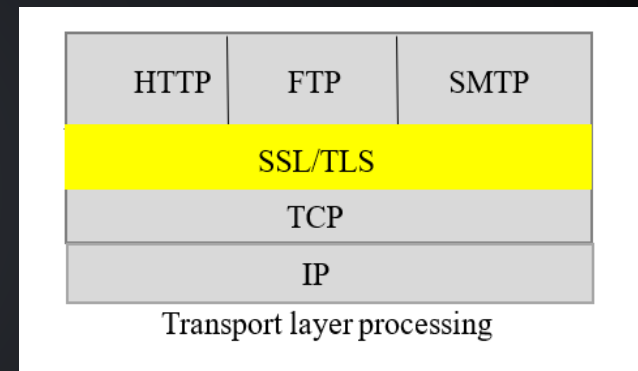 HTTP FTP SMTP
SSL/TLS
TCP
IP
Transport layer processing